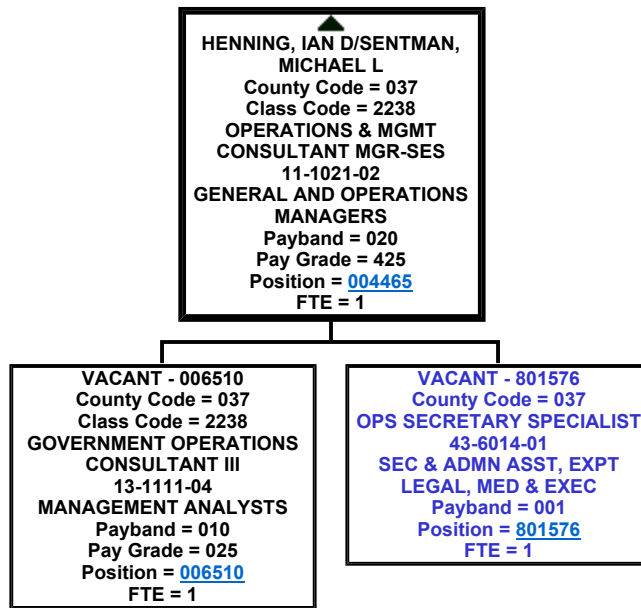 HENNING, IAN D/SENTMAN,
MICHAEL L
County Code = 037
Class Code = 2238
OPERATIONS & MGMT
CONSULTANT MGR-SES
11-1021-02
GENERAL AND OPERATIONS
MANAGERS
Payband = 020
Pay Grade = 425
Position = 004465
FTE = 1
VACANT - 006510
County Code = 037
Class Code = 2238
GOVERNMENT OPERATIONS
CONSULTANT III
13-1111-04
MANAGEMENT ANALYSTS
Payband = 010
Pay Grade = 025
Position = 006510
FTE = 1
VACANT - 801576
County Code = 037
OPS SECRETARY SPECIALIST
43-6014-01
SEC & ADMN ASST, EXPT
LEGAL, MED & EXEC
Payband = 001
Position = 801576
FTE = 1